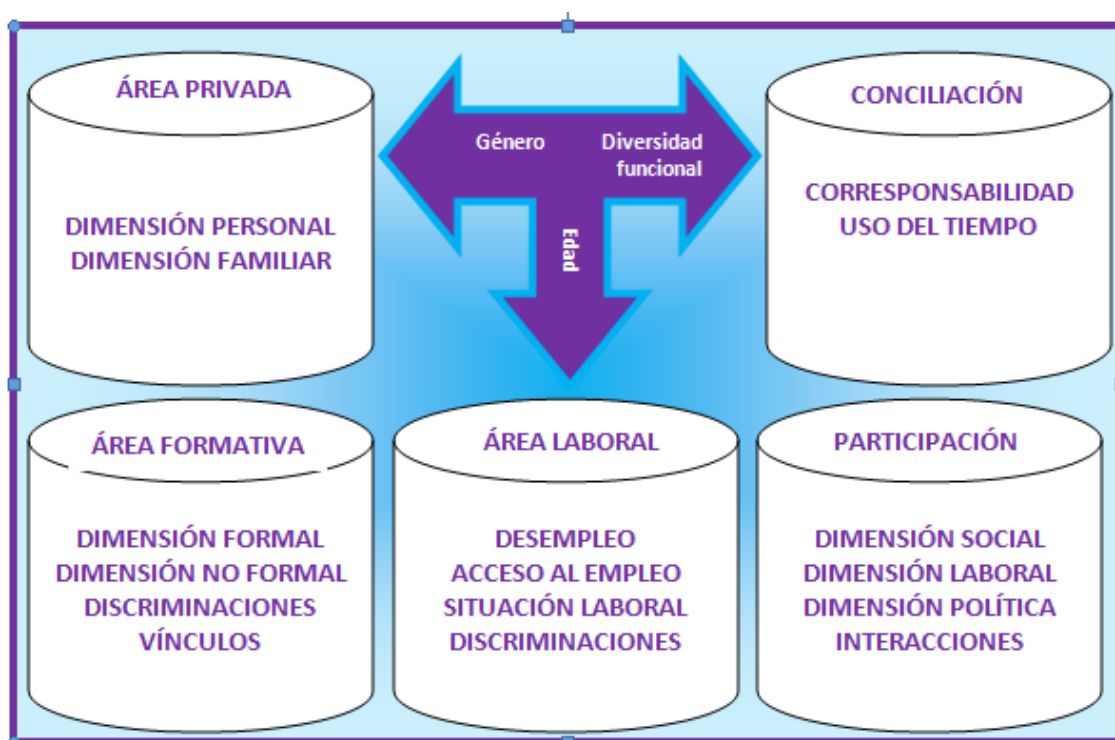 ÁREA PRIVADA
DIMENSIÓN PERSONAL
DIMENSIÓN FAMILIAR
Género
Diversidad
funcional
Edad
CONCILIACIÓN
CORRESPONSABILIDAD
USO DEL TIEMPO
ÁREA FORMATIVA
DIMENSIÓN FORMAL
DIMENSIÓN NO FORMAL
DISCRIMINACIONES
VÍNCULOS
ÁREA LABORAL
DESEMPLEO
ACCESO AL EMPLEO
SITUACIÓN LABORAL
DISCRIMINACIONES
PARTICIPACIÓN
DIMENSIÓN SOCIAL
DIMENSIÓN LABORAL
DIMENSIÓN POLÍTICA
INTERACCIONES